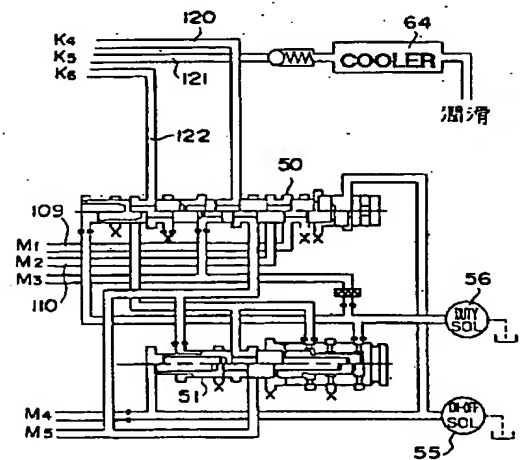 120
K4
K5
K6
121
122
64
COOLER
潤滑
50
109
M1
M2
M3
110
56
DUTY
SOL
51
M4
M5
ON-OFF
SOL
55